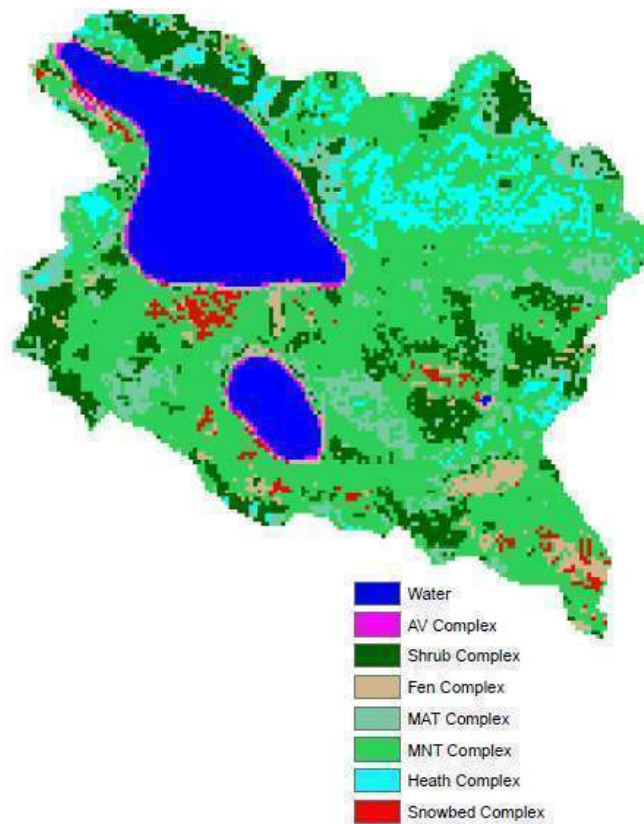 Water
AV Complex
Shrub Complex
Fen Complex
MAT Complex
MNT Complex
Heath Complex
Snowbed Complex